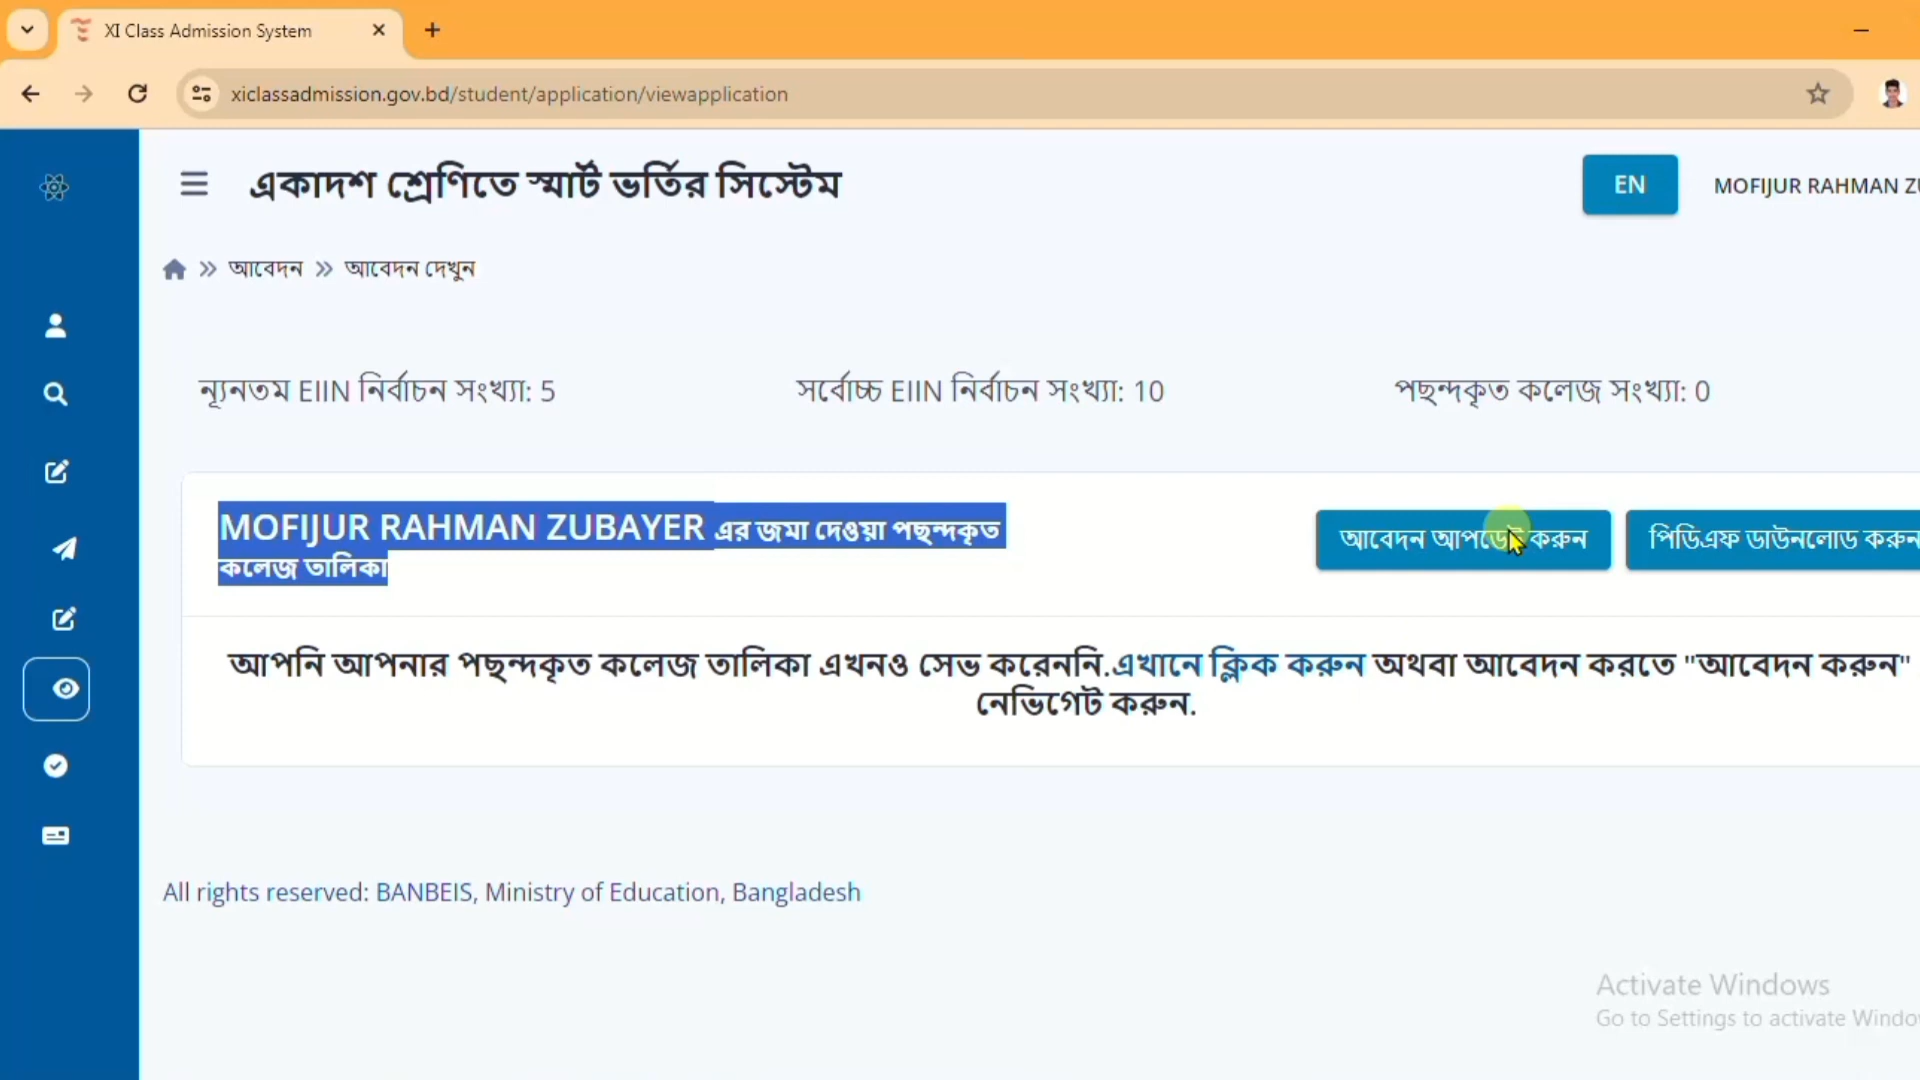 XI Class Admission System
xiclassadmission.gov.bd/student/application/viewapplication
একাদশ শ্রেণিতে স্মার্ট ভর্তির সিস্টেম
EN
MOFIJUR RAHMAN
আবেদন
আবেদন দেখুন
ন্যূনতম EIIN নির্বাচন সংখ্যা: 5
সর্বোচ্চ EIIN নির্বাচন সংখ্যা: 10
পছন্দকৃত কলেজ সংখ্যা: 0
MOFIJUR RAHMAN ZUBAYER এর জমা দেওয়া পছন্দকৃত
কলেজ তালিকা
আবেদন আপডেট করুন
পিডিএফ ডাউনলোড করুন
আপনি আপনার পছন্দকৃত কলেজ তালিকা এখনও সেভ করেননি.এখানে ক্লিক করুন অথবা আবেদন করতে "আবেদন করুন"
নেভিগেট করুন.
All rights reserved: BANBEIS, Ministry of Education, Bangladesh
Activate Windows
Go to Settings to activate